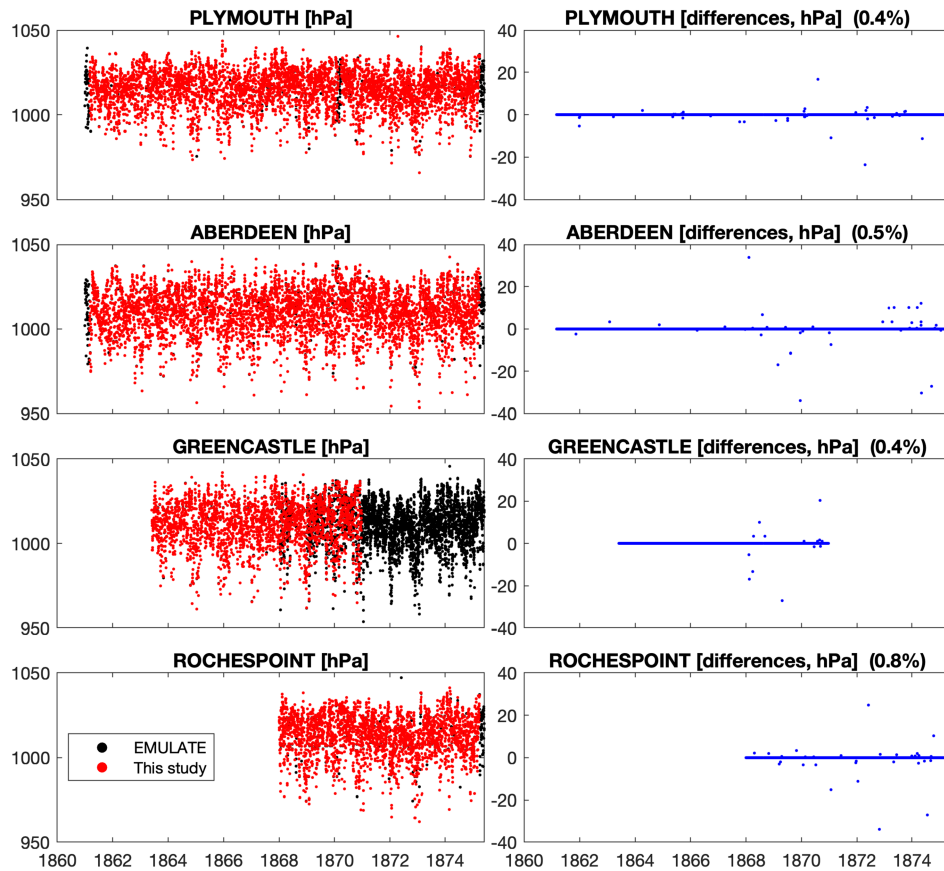 PLYMOUTH [hPa]
1050
1000
950
PLYMOUTH [differences, hPa] (0.4%)
40
20
0
-20
-40
ABERDEEN [hPa]
1050
1000
950
ABERDEEN [differences, hPa] (0.5%)
40
20
0
-20
-40
GREENCASTLE [hPa]
1050
1000
950
GREENCASTLE [differences, hPa] (0.4%)
40
20
0
-20
-40
ROCHESPOINT [hPa]
1050
1000
950
EMULATE
This study
1860 1862 1864 1866 1868 1870 1872 1874
ROCHESPOINT [differences, hPa] (0.8%)
40
20
0
-20
-40
1860 1862 1864 1866 1868 1870 1872 1874